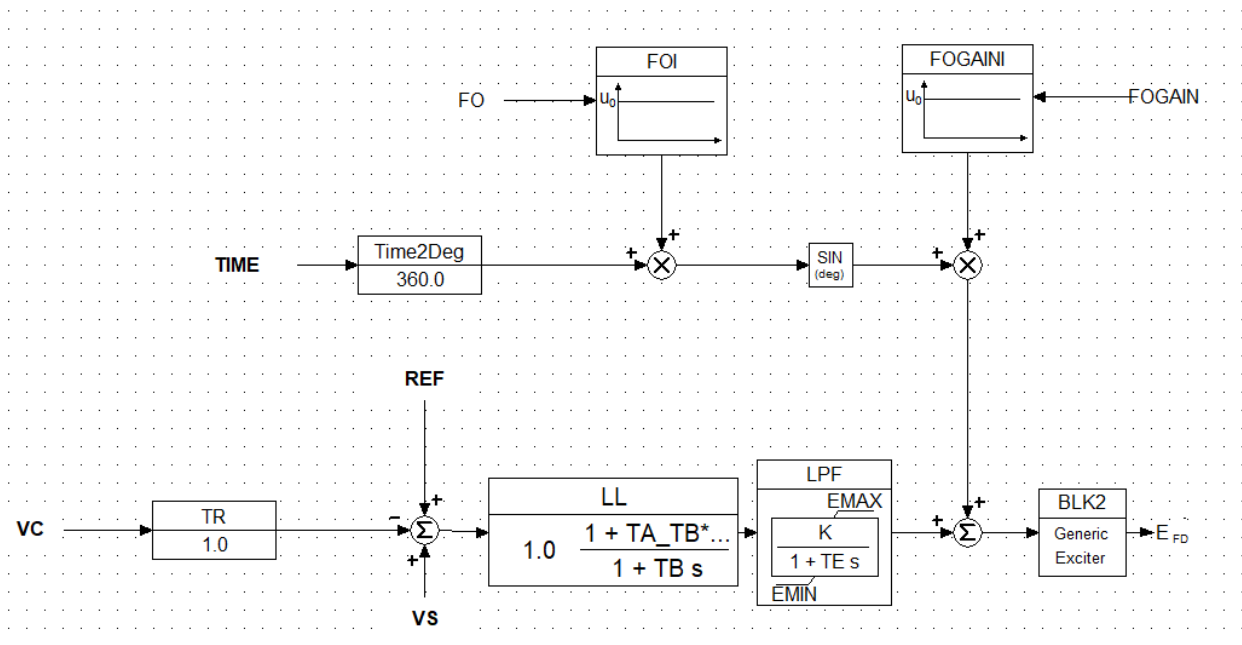 FOI
FOGAINI
FO
u0
u0
FOGAIN
Time2Deg
360.0
TIME
SIN
(deg)
REF
VC
TR
1.0
VS
LL
1.0
1 + TA_TB*...
1 + TB s
LPF
EMAX
K
1 + TE s
EMIN
BLK2
Generic
Exciter
E FD
+
+
+
+
+
−
+
+
+
Σ
Σ